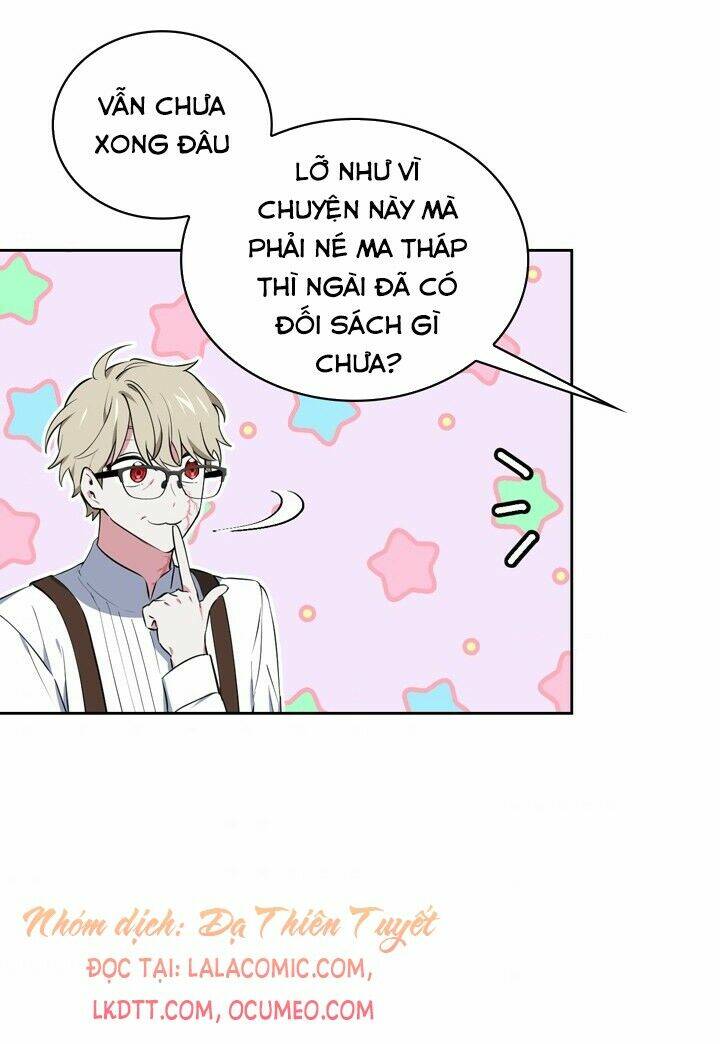 VẪN CHƯA
XONG ĐÂU
LỠ NHƯ VÌ
CHUYỆN NÀY MÀ
PHẢI NÉ MA THÁP
THÌ NGÀI ĐÃ CÓ
ĐỐI SÁCH GÌ
CHƯA?
Nhóm dịch: Dạ Thiên Tuyết
ĐỌC TẠI: LALACOMIC.COM,
LKDTT.COM, OCUMEO.COM